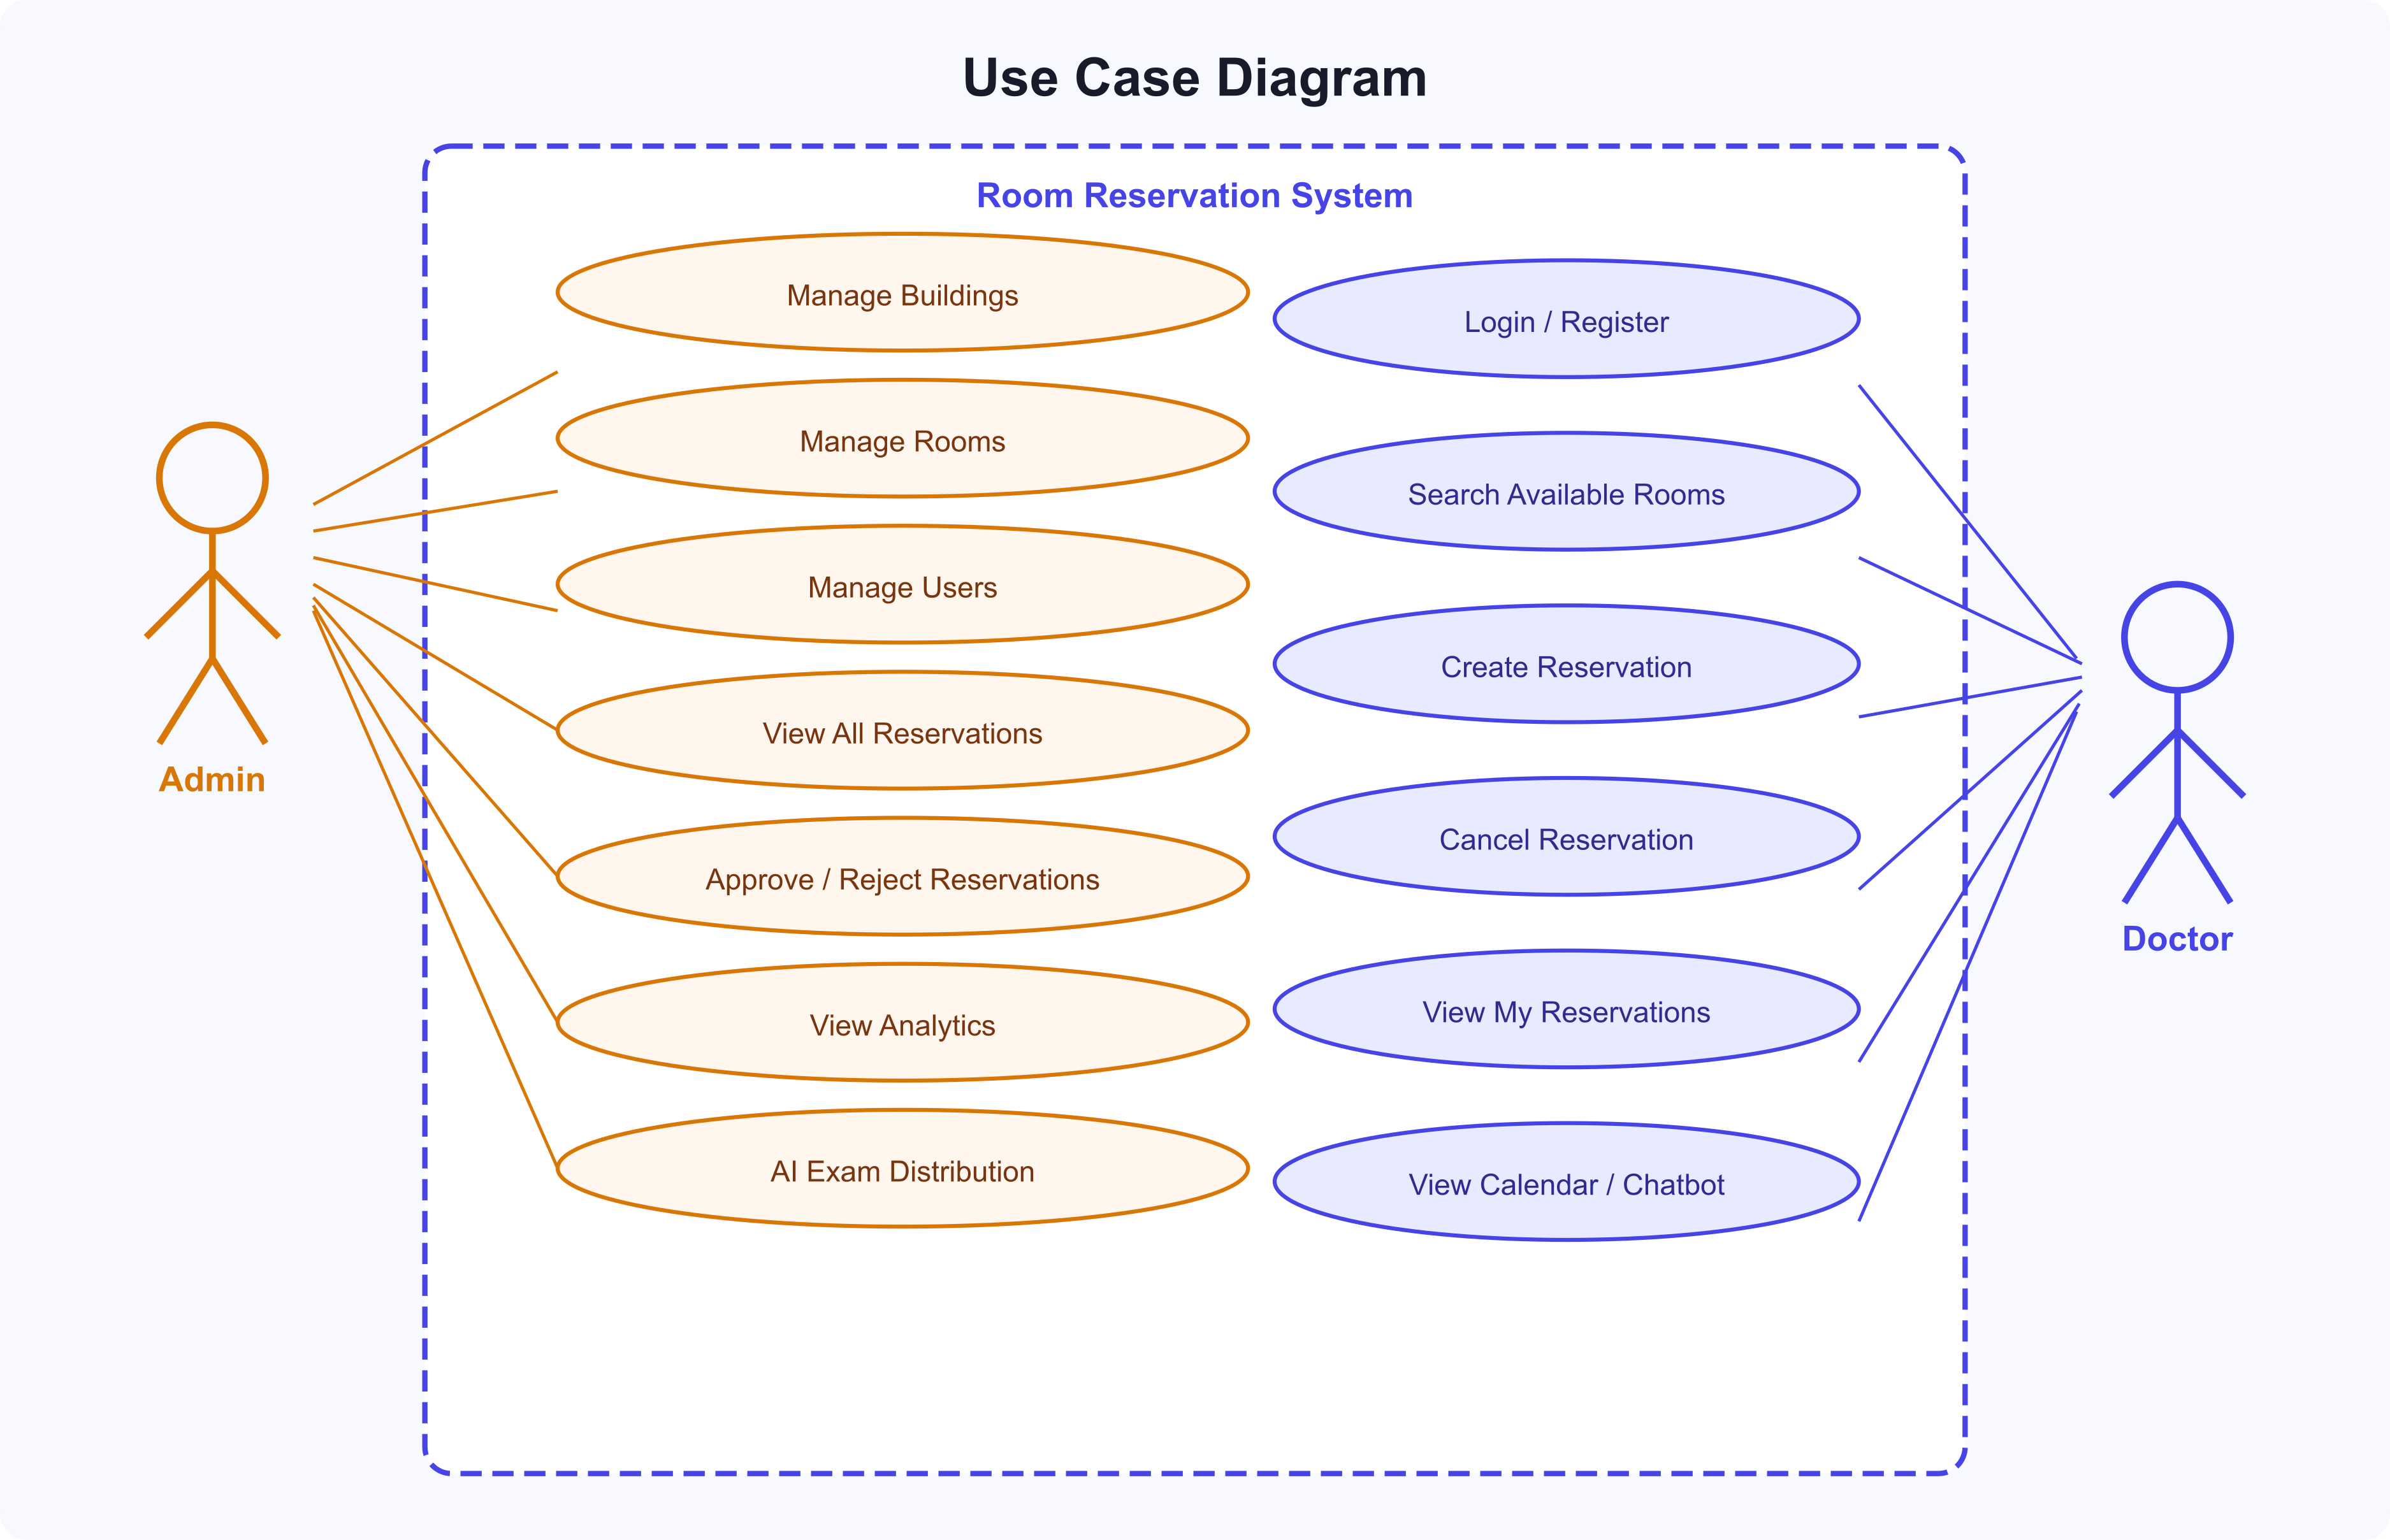 Use Case Diagram
Room Reservation System
Manage Buildings
Manage Rooms
Manage Users
View All Reservations
Approve / Reject Reservations
View Analytics
AI Exam Distribution
Login / Register
Search Available Rooms
Create Reservation
Cancel Reservation
View My Reservations
View Calendar / Chatbot
Admin
Doctor